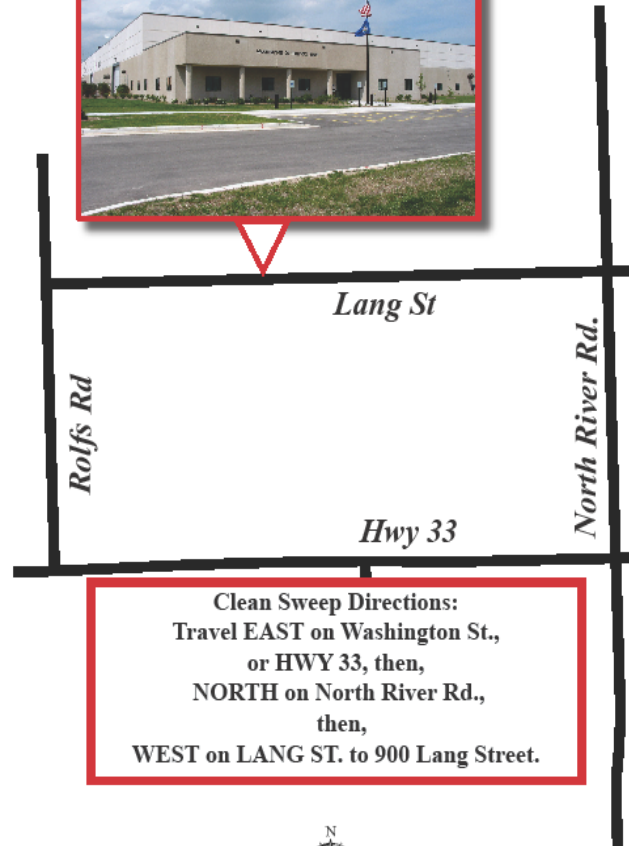 Lang St
Rolfs Rd
North River Rd.
Hwy 33
Clean Sweep Directions:
Travel EAST on Washington St.,
or HWY 33, then,
NORTH on North River Rd.,
then,
WEST on LANG ST. to 900 Lang Street.
N